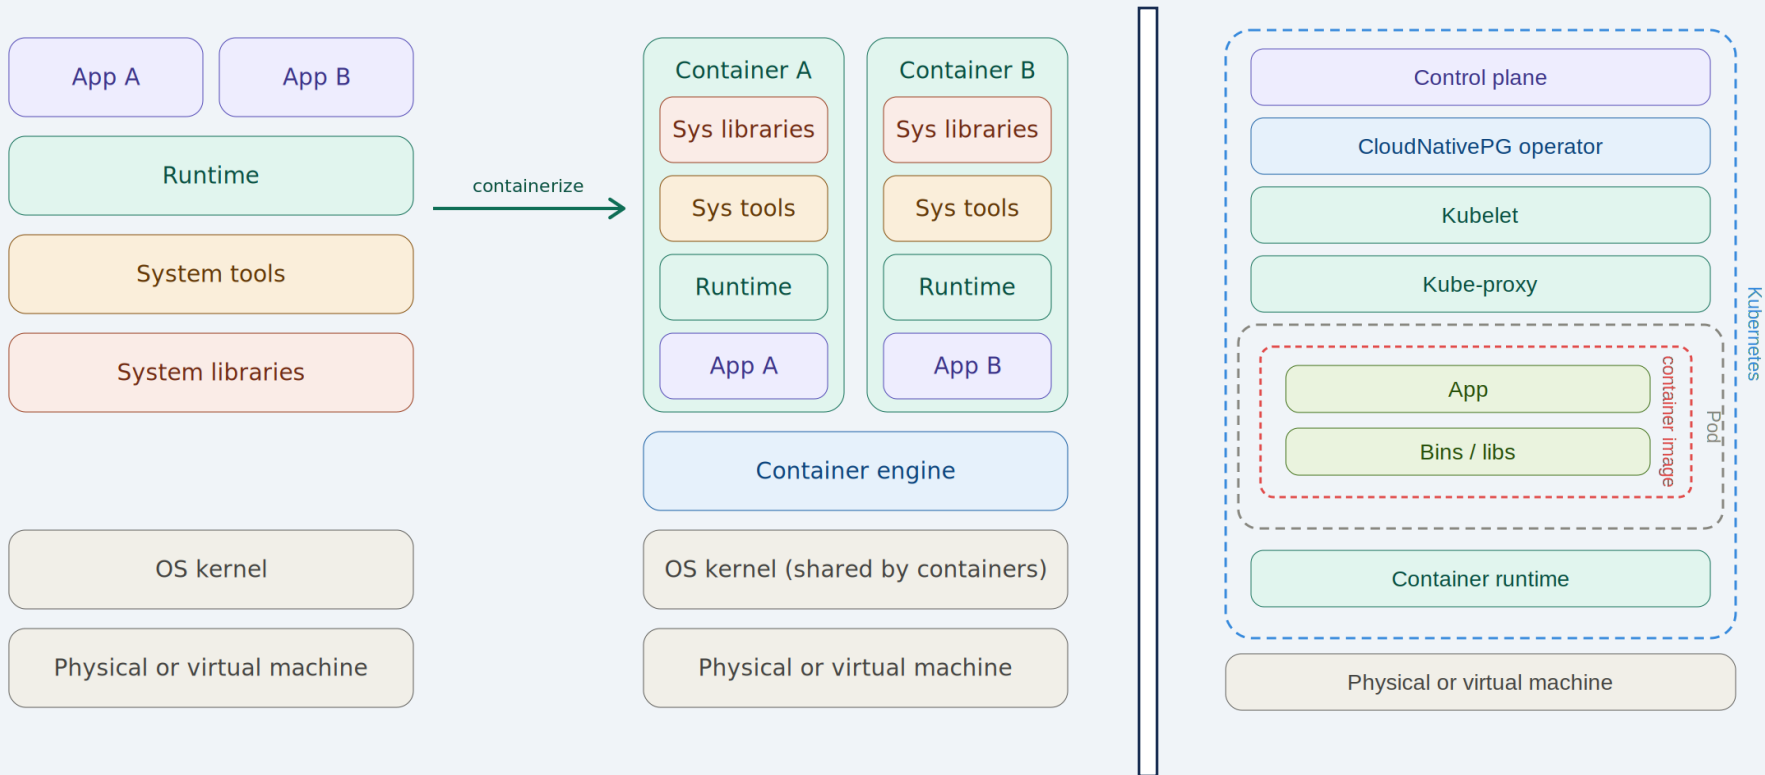 App A
App B
Runtime
System tools
System libraries
OS kernel
Physical or virtual machine
containerize
Container A
Sys libraries
Sys tools
Runtime
App A
Container B
Sys libraries
Sys tools
Runtime
App B
Container engine
OS kernel (shared by containers)
Physical or virtual machine
Control plane
CloudNativePG operator
Kubelet
Kube-proxy
App
Bins / libs
container image
Pod
Kubernetes
Container runtime
Physical or virtual machine